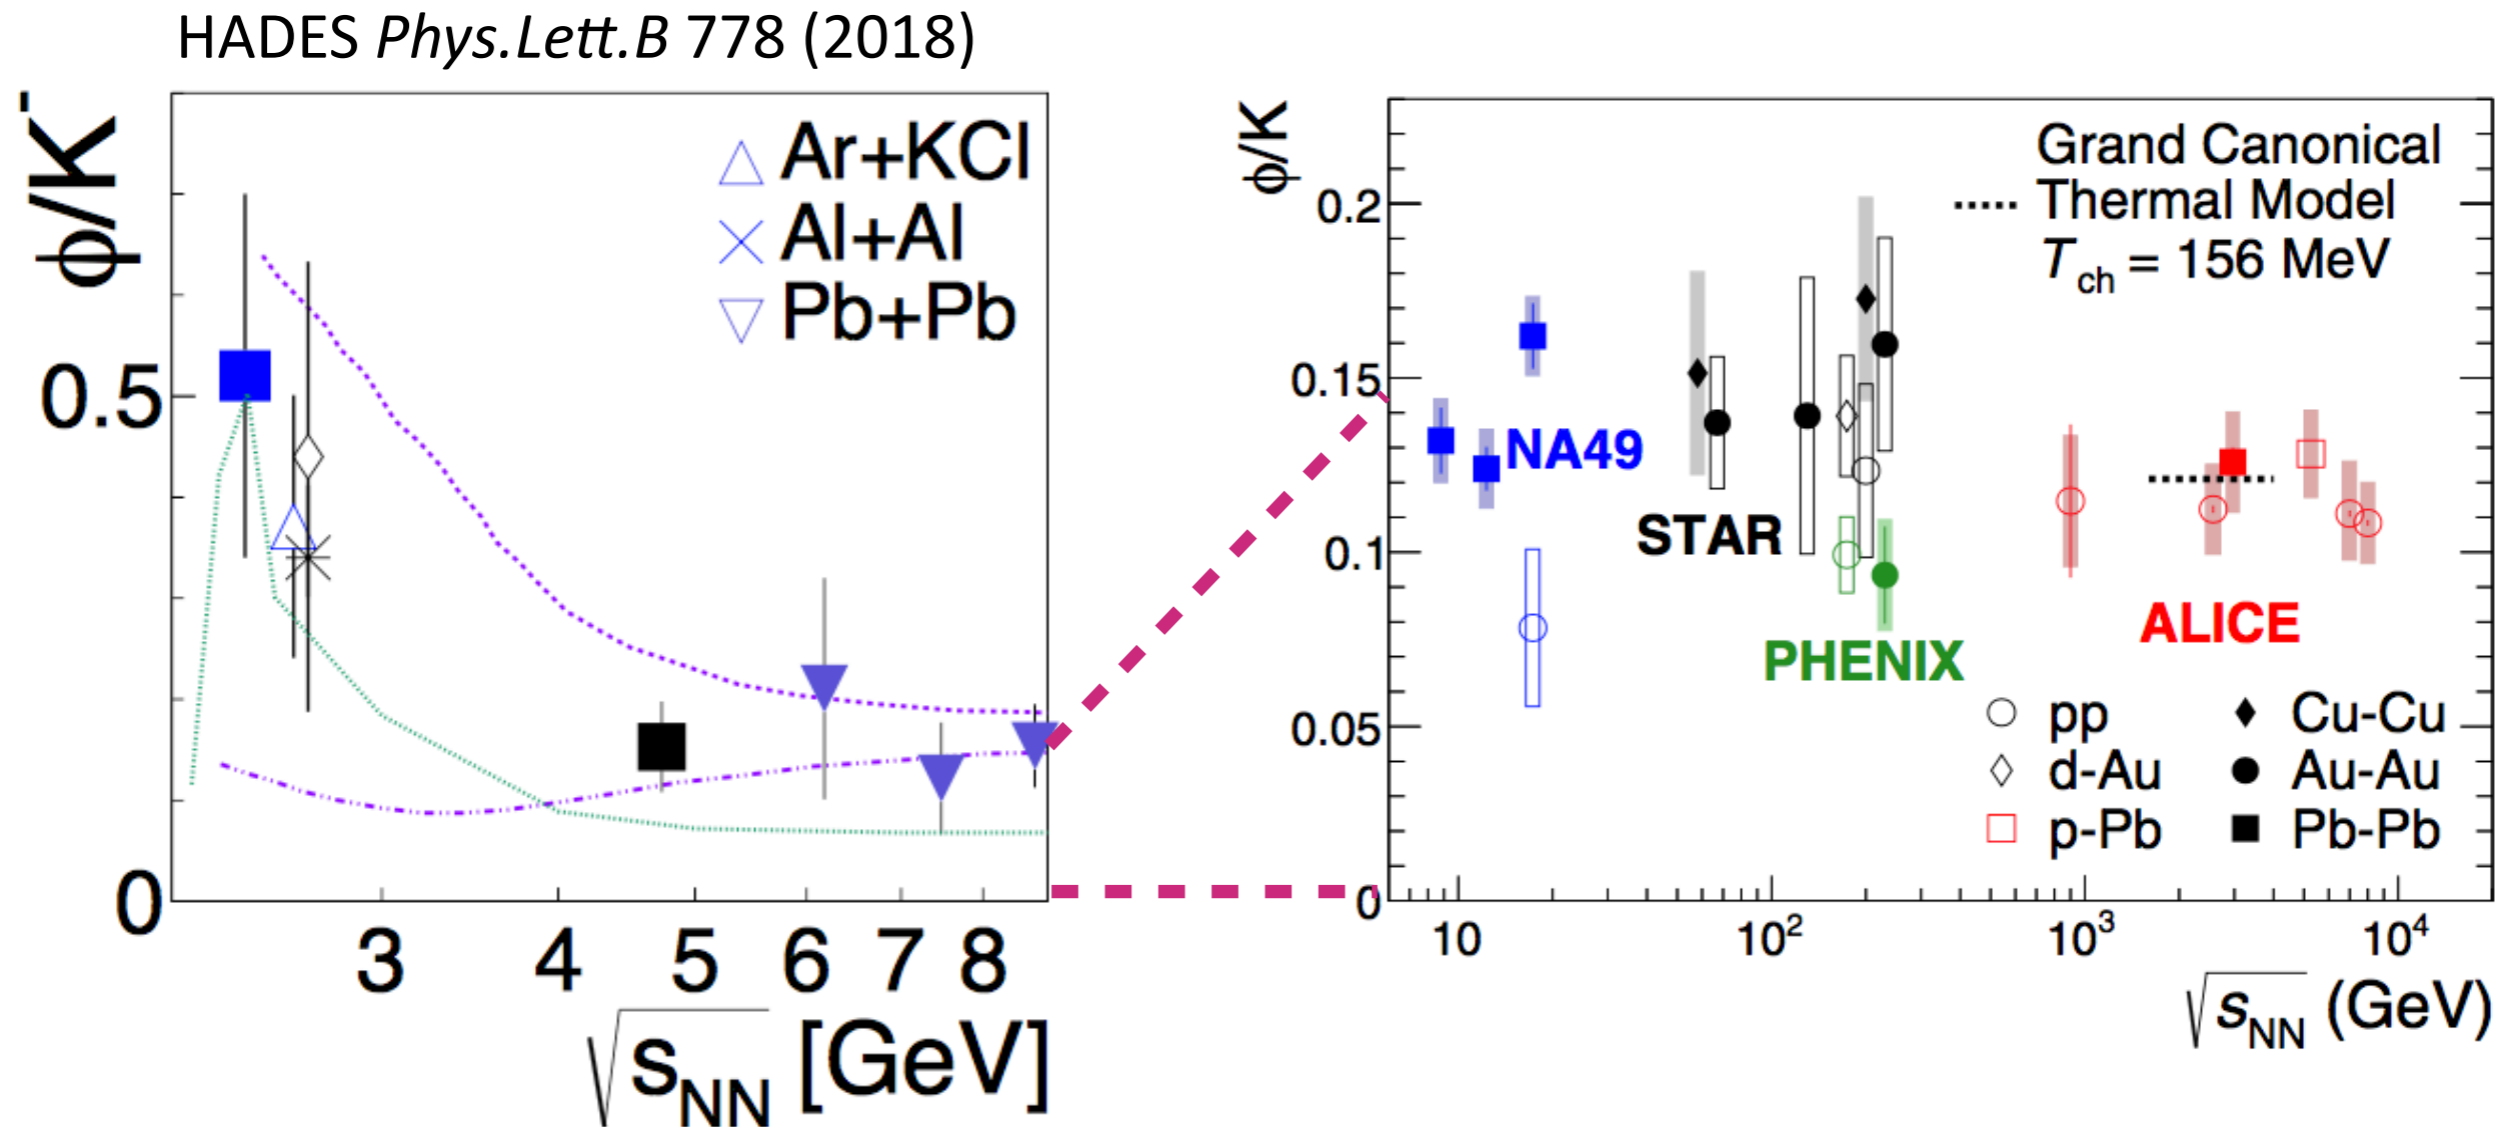 HADES Phys.Lett.B 778 (2018)
ϕ/K⁻
Ar+KCl
Al+Al
Pb+Pb
0.5
0
3 4 5 6 7 8
√sNN [GeV]
ϕ/K
0.2
0.15
0.1
0.05
0
Grand Canonical
Thermal Model
Tch = 156 MeV
NA49
STAR
PHENIX
ALICE
pp
d-Au
p-Pb
Cu-Cu
Au-Au
Pb-Pb
10 10² 10³ 10⁴
√sNN (GeV)